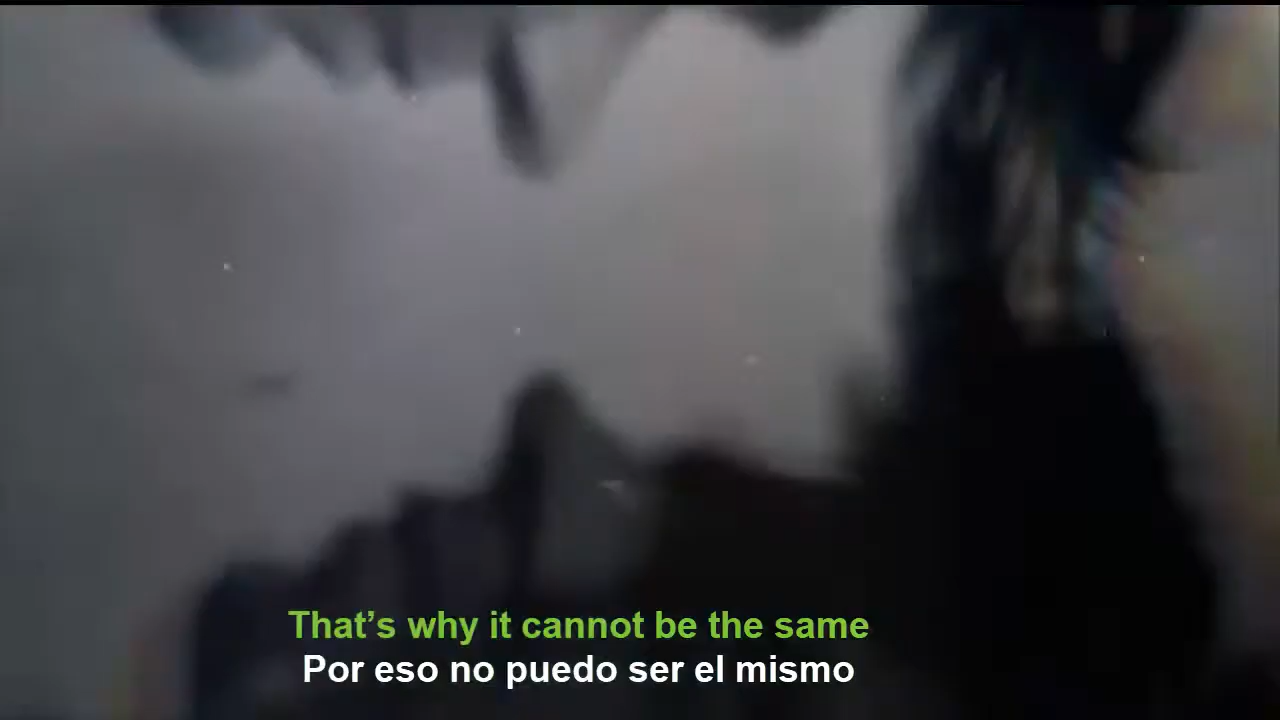 That’s why it cannot be the same
Por eso no puedo ser el mismo